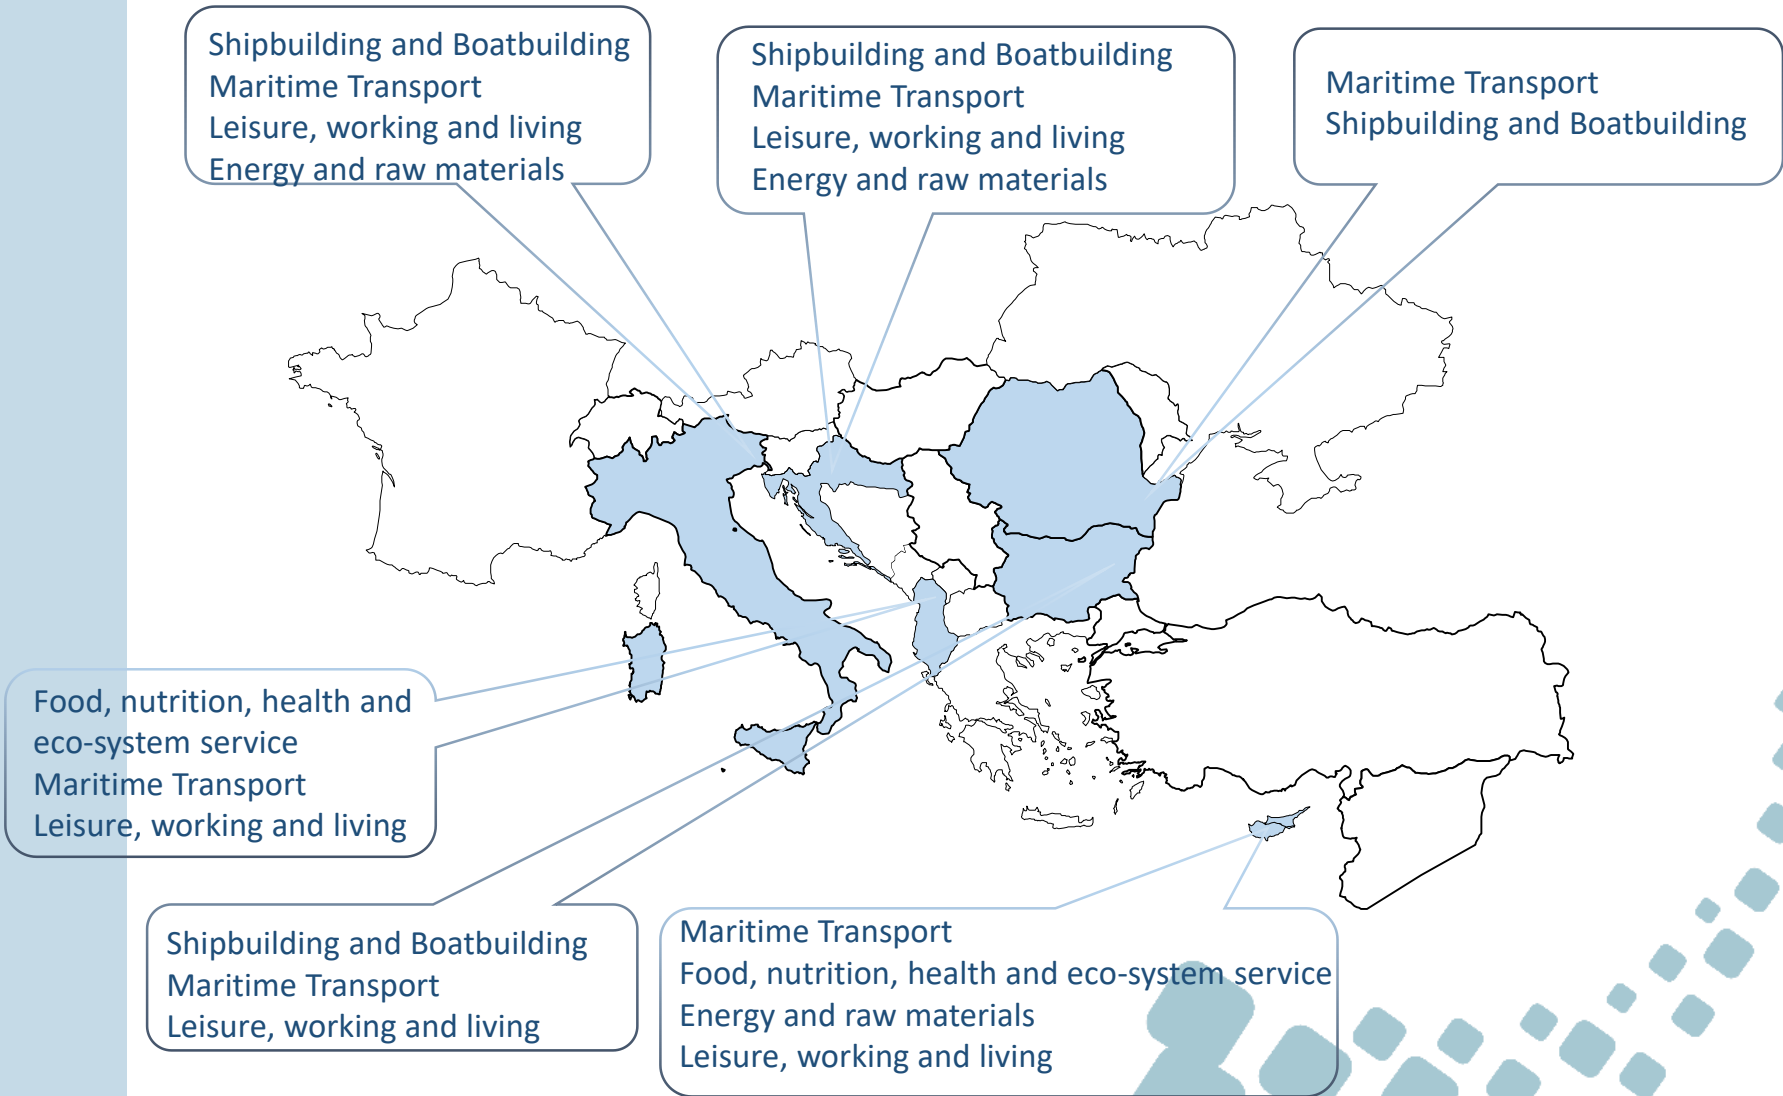 Shipbuilding and Boatbuilding
Maritime Transport
Leisure, working and living
Energy and raw materials
Shipbuilding and Boatbuilding
Maritime Transport
Leisure, working and living
Energy and raw materials
Maritime Transport
Shipbuilding and Boatbuilding
Food, nutrition, health and
eco-system service
Maritime Transport
Leisure, working and living
Shipbuilding and Boatbuilding
Maritime Transport
Leisure, working and living
Maritime Transport
Food, nutrition, health and eco-system service
Energy and raw materials
Leisure, working and living